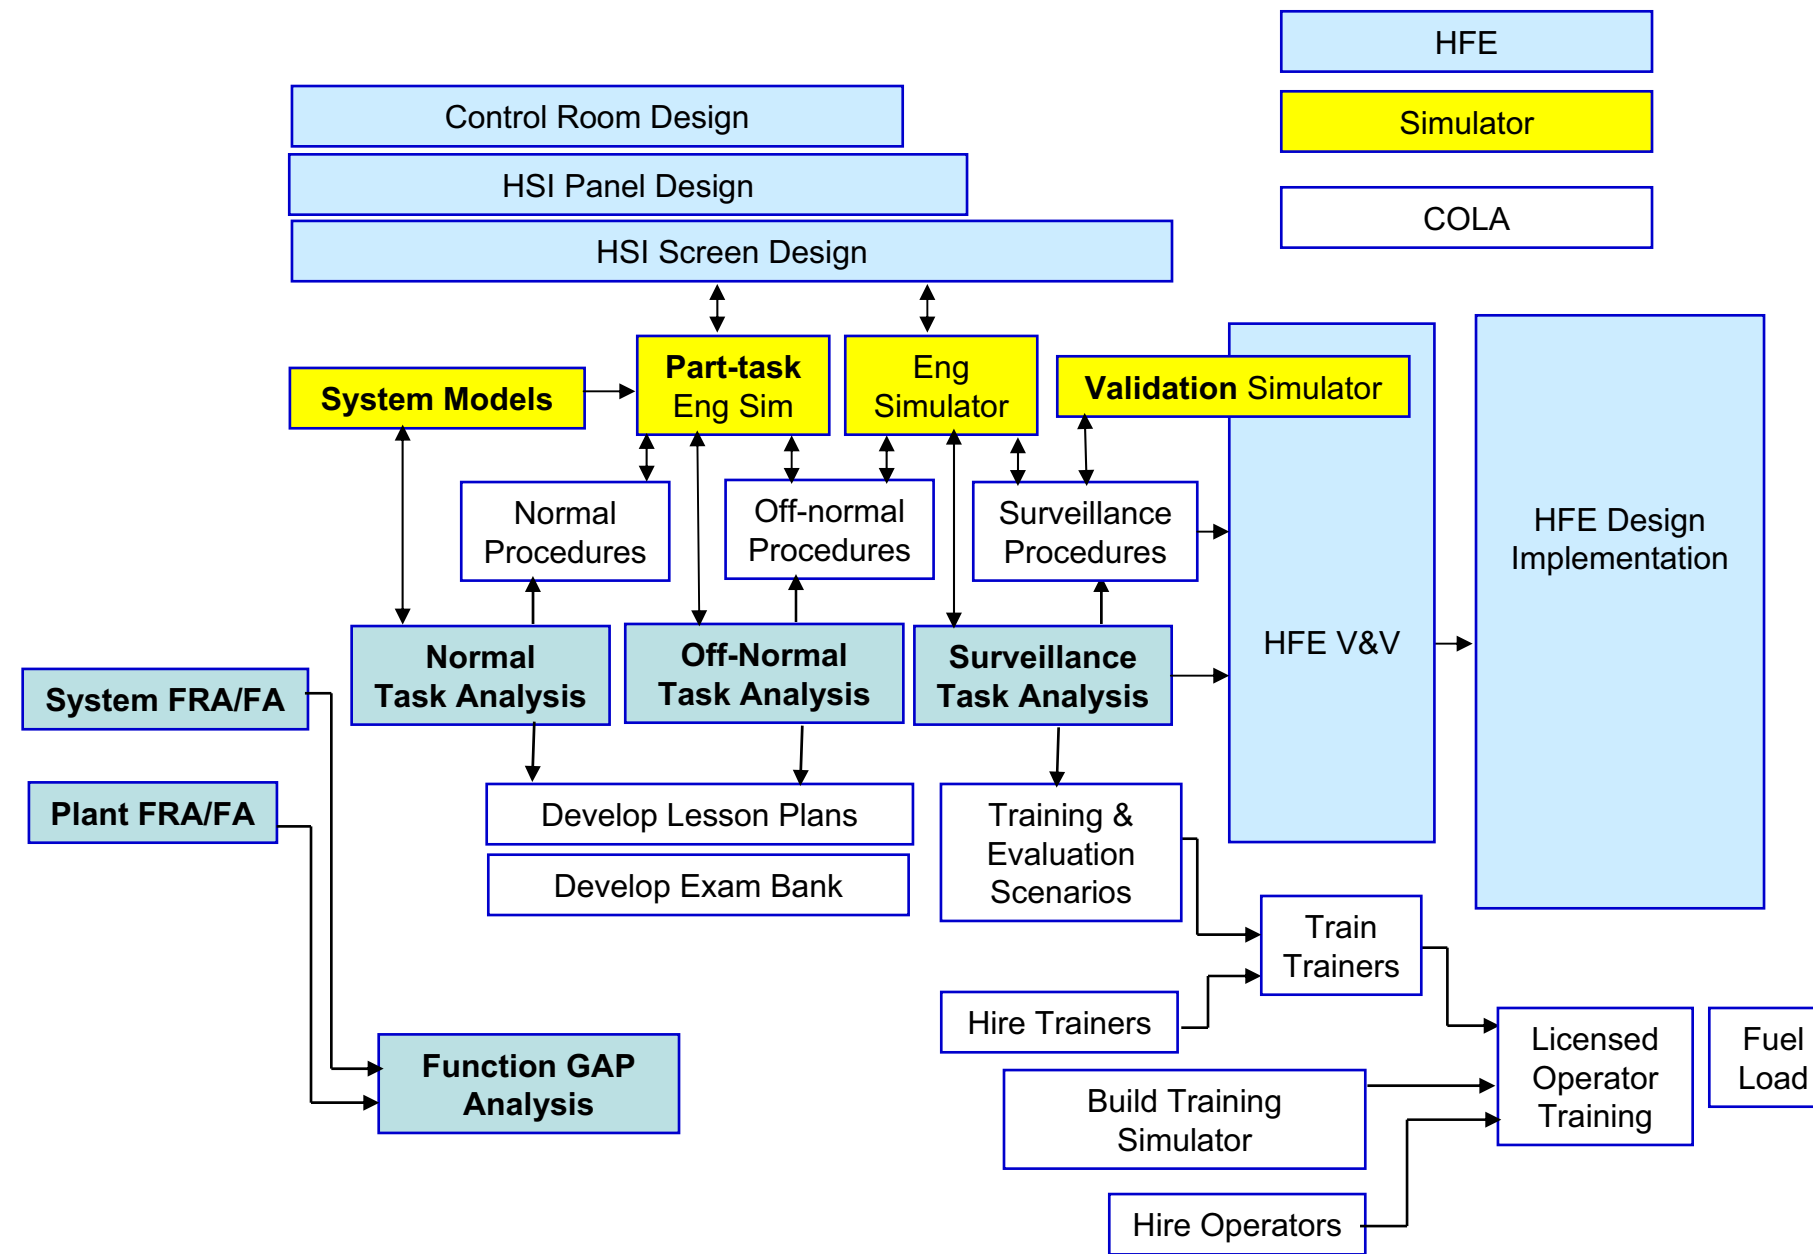 HFE
Simulator
COLA
Control Room Design
HSI Panel Design
HSI Screen Design
System Models
Part-task
Eng Sim
Eng
Simulator
Validation Simulator
Normal
Procedures
Off-normal
Procedures
Surveillance
Procedures
HFE V&V
HFE Design
Implementation
Normal
Task Analysis
Off-Normal
Task Analysis
Surveillance
Task Analysis
System FRA/FA
Plant FRA/FA
Develop Lesson Plans
Develop Exam Bank
Training &
Evaluation
Scenarios
Train
Trainers
Hire Trainers
Function GAP
Analysis
Build Training
Simulator
Licensed
Operator
Training
Fuel
Load
Hire Operators